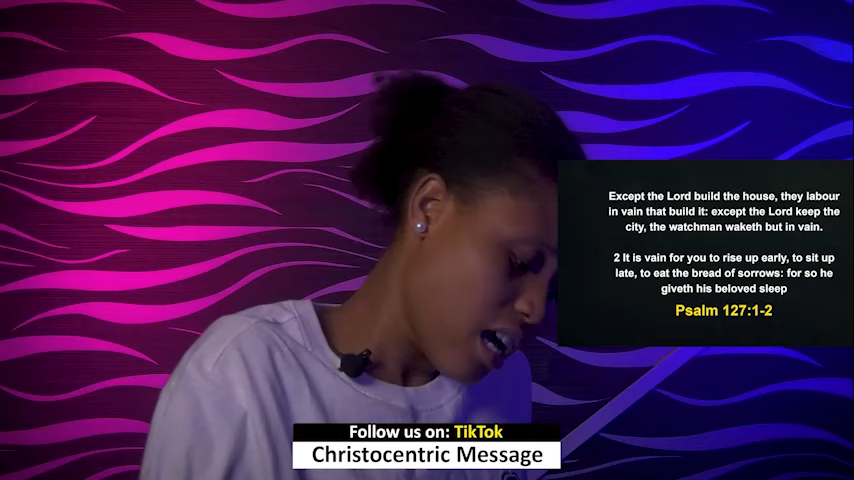 Except the Lord build the house, they labour
in vain that build it: except the Lord keep the
city, the watchman waketh but in vain.
2 It is vain for you to rise up early, to sit up
late, to eat the bread of sorrows: for so he
giveth his beloved sleep
Psalm 127:1-2
Follow us on: TikTok
Christocentric Message